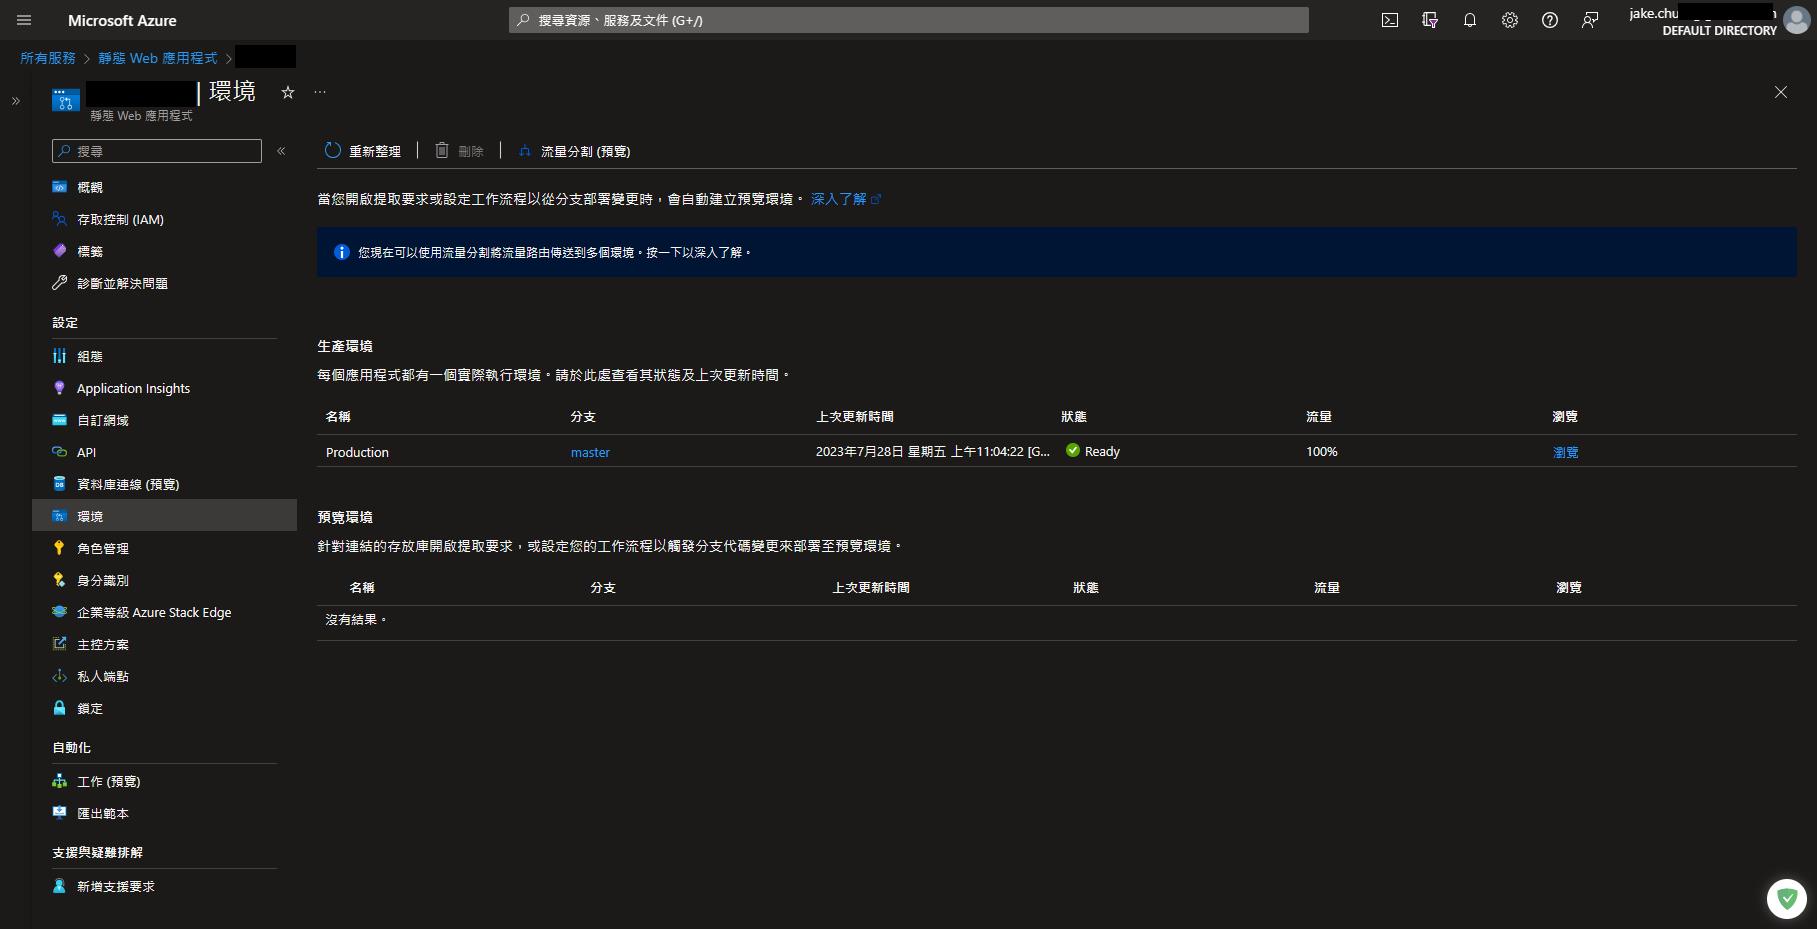 Microsoft Azure
搜尋資源、服務及文件 (G+/)
jake.chu
DEFAULT DIRECTORY
所有服務 > 靜態 Web 應用程式 >
| 環境
靜態 Web 應用程式
搜尋
重新整理
刪除
流量分割 (預覽)
概觀
存取控制 (IAM)
標籤
診斷並解決問題
設定
組態
Application Insights
自訂網域
API
資料庫連線 (預覽)
環境
角色管理
身分識別
企業等級 Azure Stack Edge
主控方案
私人端點
鎖定
自動化
工作 (預覽)
匯出範本
支援與疑難排解
新增支援要求
當您開啟提取要求或設定工作流程以從分支部署變更時，會自動建立預覽環境。 深入了解
您現在可以使用流量分割將流量路由傳送到多個環境。按一下以深入了解。
生產環境
每個應用程式都有一個實際執行環境。請於此處查看其狀態及上次更新時間。
名稱 分支 上次更新時間 狀態 流量 瀏覽
Production master 2023年7月28日 星期五 上午11:04:22 [G... Ready 100% 瀏覽
預覽環境
針對連結的存放庫開啟提取要求，或設定您的工作流程以觸發分支代碼變更來部署至預覽環境。
名稱 分支 上次更新時間 狀態 流量 瀏覽
沒有結果。